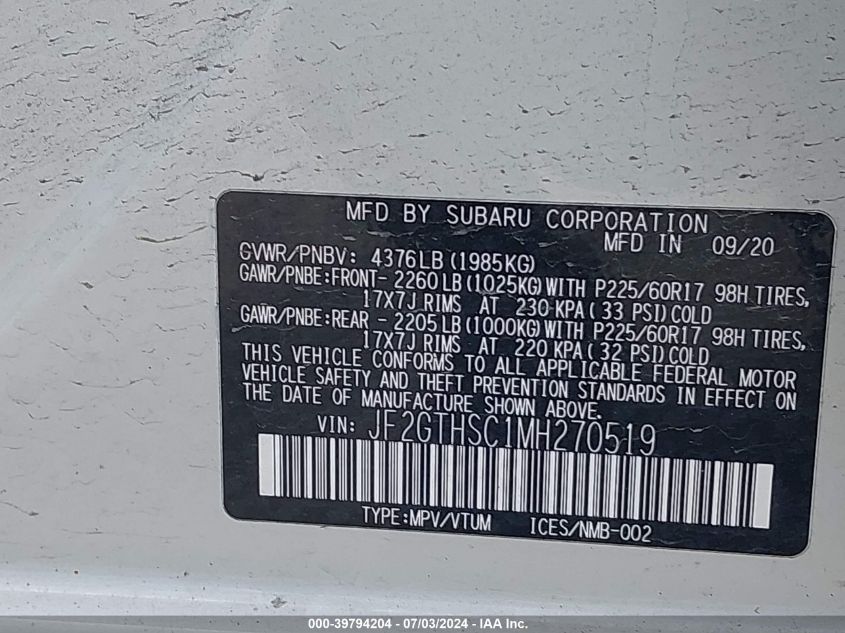 MFD BY SUBARU CORPORATION
MFD IN 09/20
GVWR/PNBV: 4376LB (1985KG)
GAWR/PNBE:FRONT- 2260 LB (1025KG) WITH P225/60R17 98H TIRES,
17X7J RIMS AT 230 KPA ( 33 PSI) COLD
GAWR/PNBE:REAR - 2205 LB (1000KG) WITH P225/60R17 98H TIRES,
17X7J RIMS AT 220 KPA ( 32 PSI) COLD
THIS VEHICLE CONFORMS TO ALL APPLICABLE FEDERAL MOTOR
VEHICLE SAFETY AND THEFT PREVENTION STANDARDS IN EFFECT ON
THE DATE OF MANUFACTURE SHOWN ABOVE.
VIN: JF2GTHSC1MH270519
TYPE:MPV/VTUM ICES/NMB-002
000-39794204 - 07/03/2024 - IAA Inc.